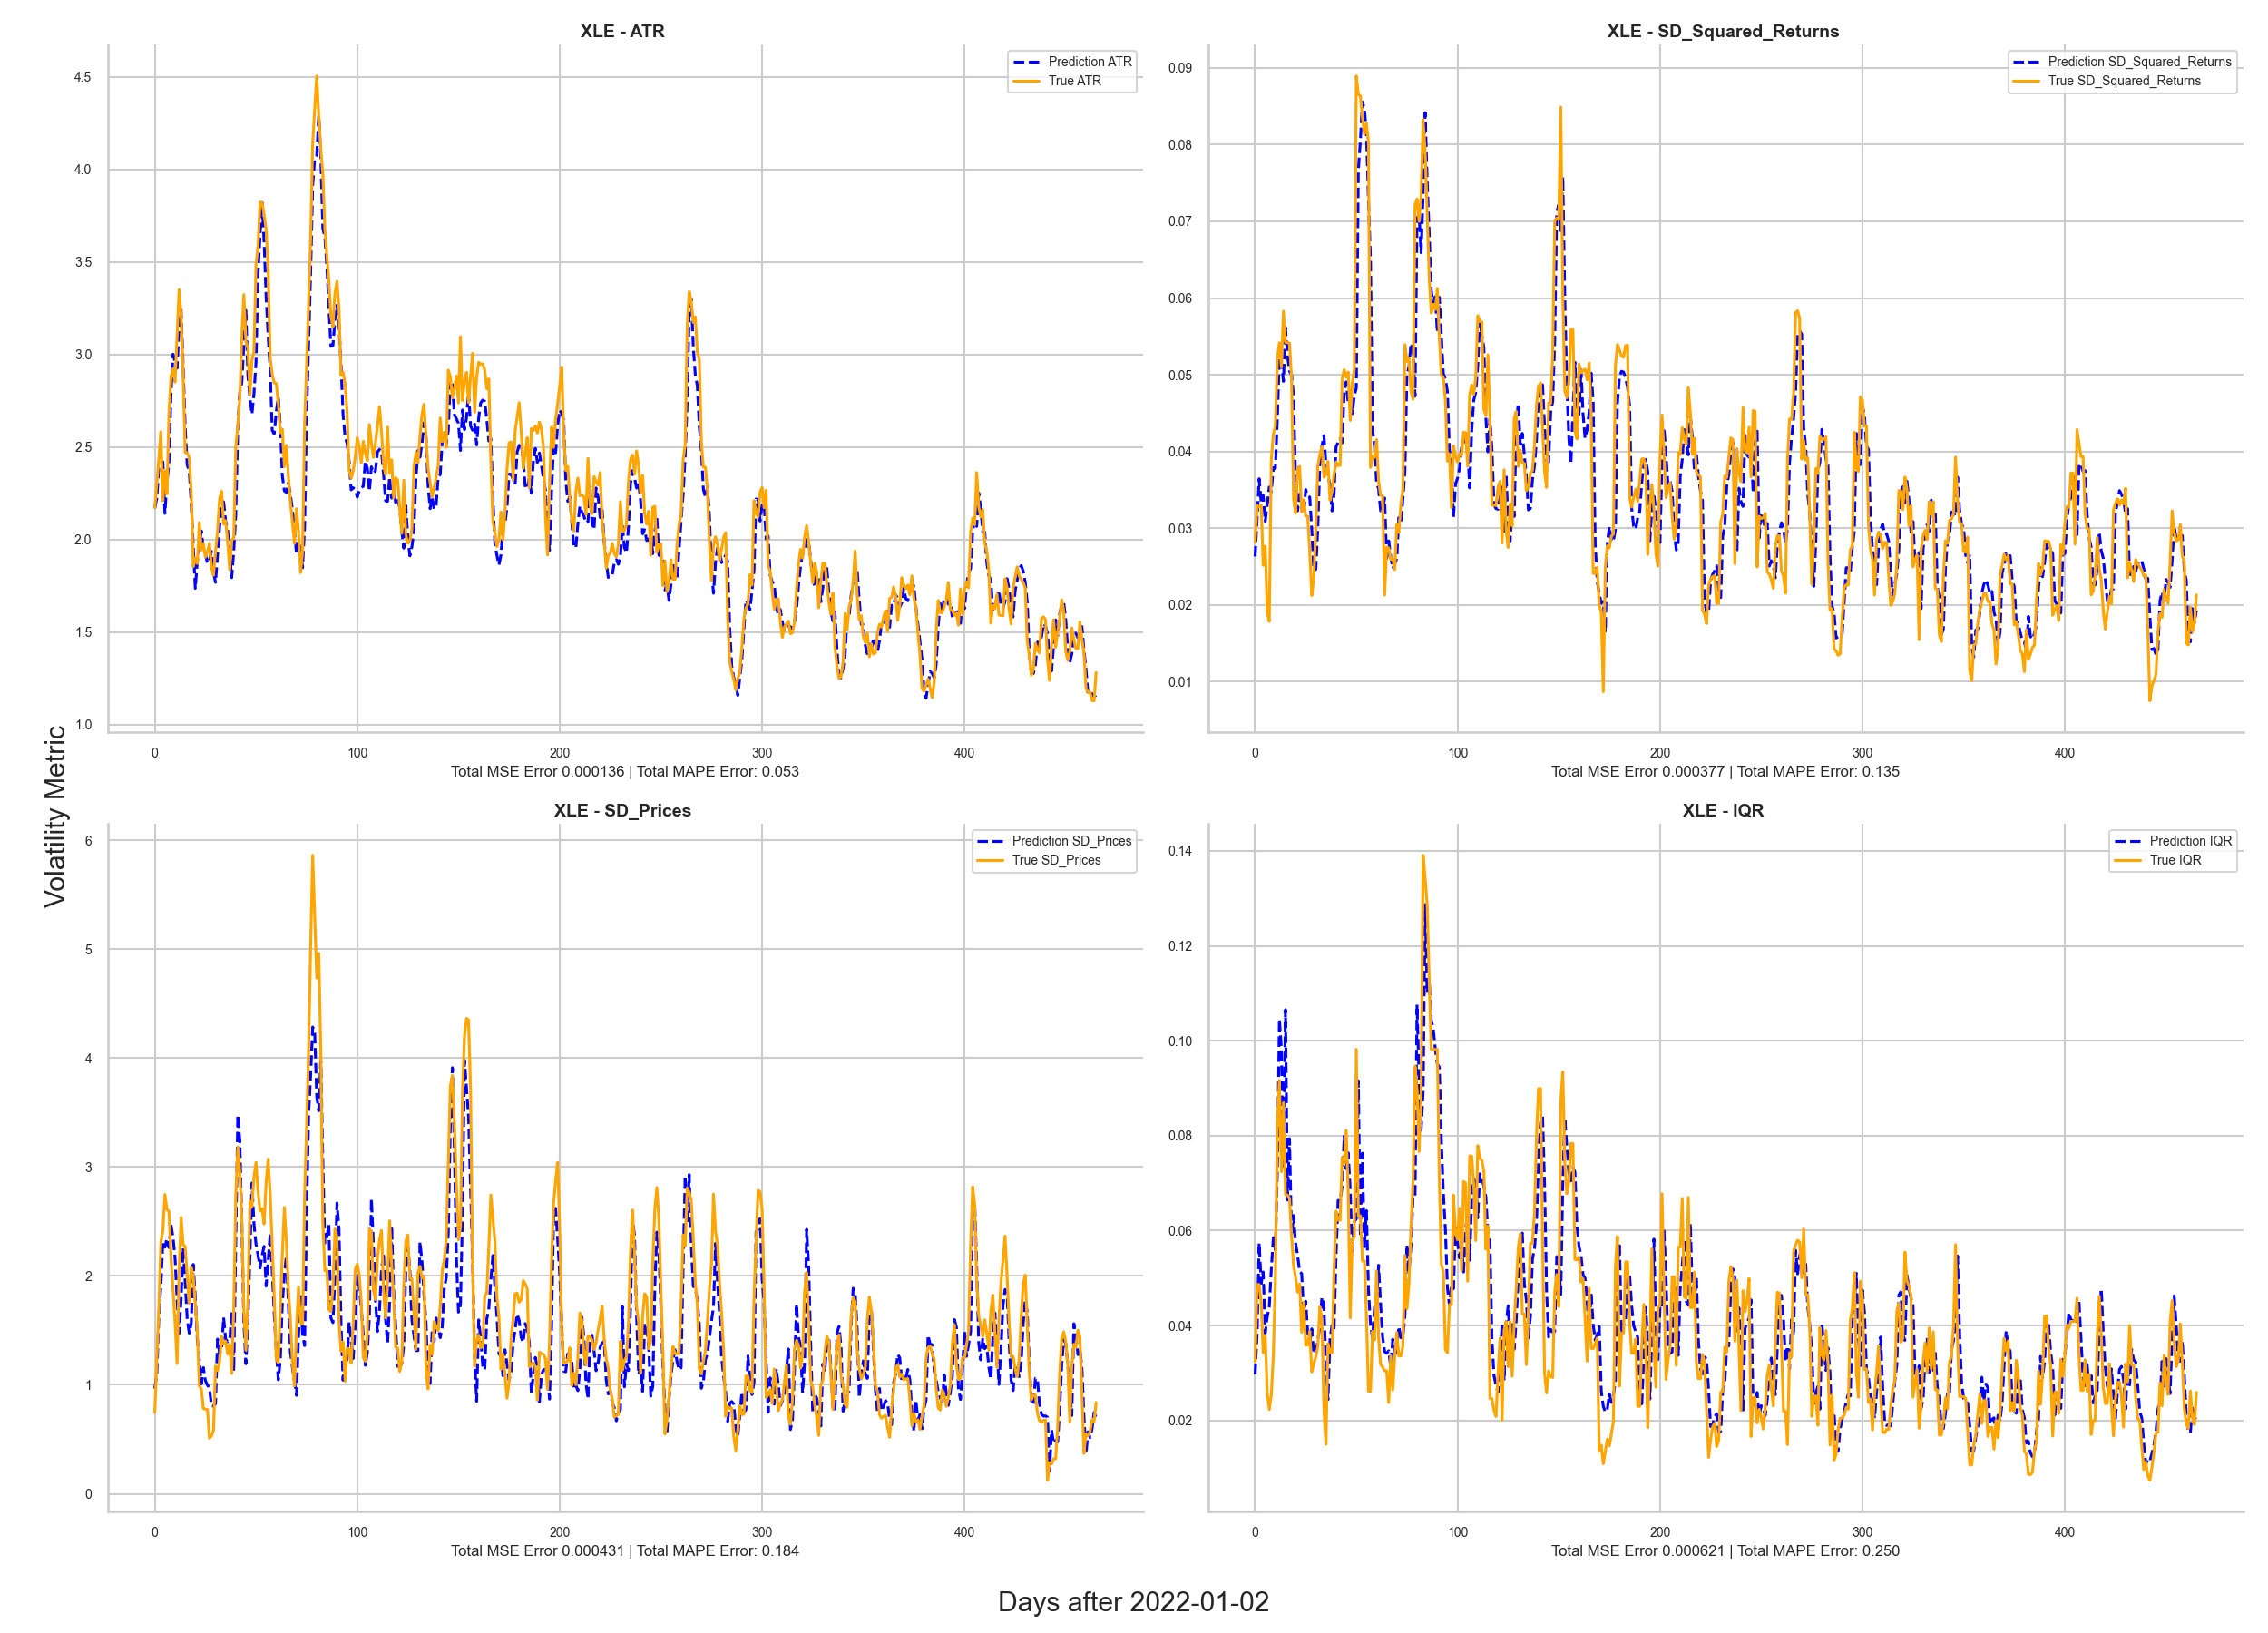 XLE - ATR
Prediction ATR
True ATR
4.5
4.0
3.5
3.0
2.5
2.0
1.5
1.0
0
100
200
300
400
Total MSE Error 0.000136 | Total MAPE Error: 0.053
XLE - SD_Squared_Returns
Prediction SD_Squared_Returns
True SD_Squared_Returns
0.09
0.08
0.07
0.06
0.05
0.04
0.03
0.02
0.01
0
100
200
300
400
Total MSE Error 0.000377 | Total MAPE Error: 0.135
Volatility Metric
XLE - SD_Prices
Prediction SD_Prices
True SD_Prices
6
5
4
3
2
1
0
0
100
200
300
400
Total MSE Error 0.000431 | Total MAPE Error: 0.184
XLE - IQR
Prediction IQR
True IQR
0.14
0.12
0.10
0.08
0.06
0.04
0.02
0
100
200
300
400
Total MSE Error 0.000621 | Total MAPE Error: 0.250
Days after 2022-01-02